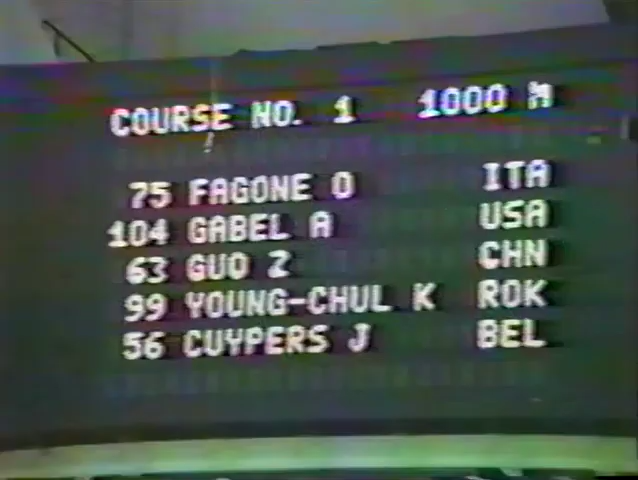 COURSE NO. 1 1000 M
75 FAGONE O ITA
104 GABEL A USA
63 GUO Z CHN
99 YOUNG-CHUL K ROK
56 CUYPERS J BEL